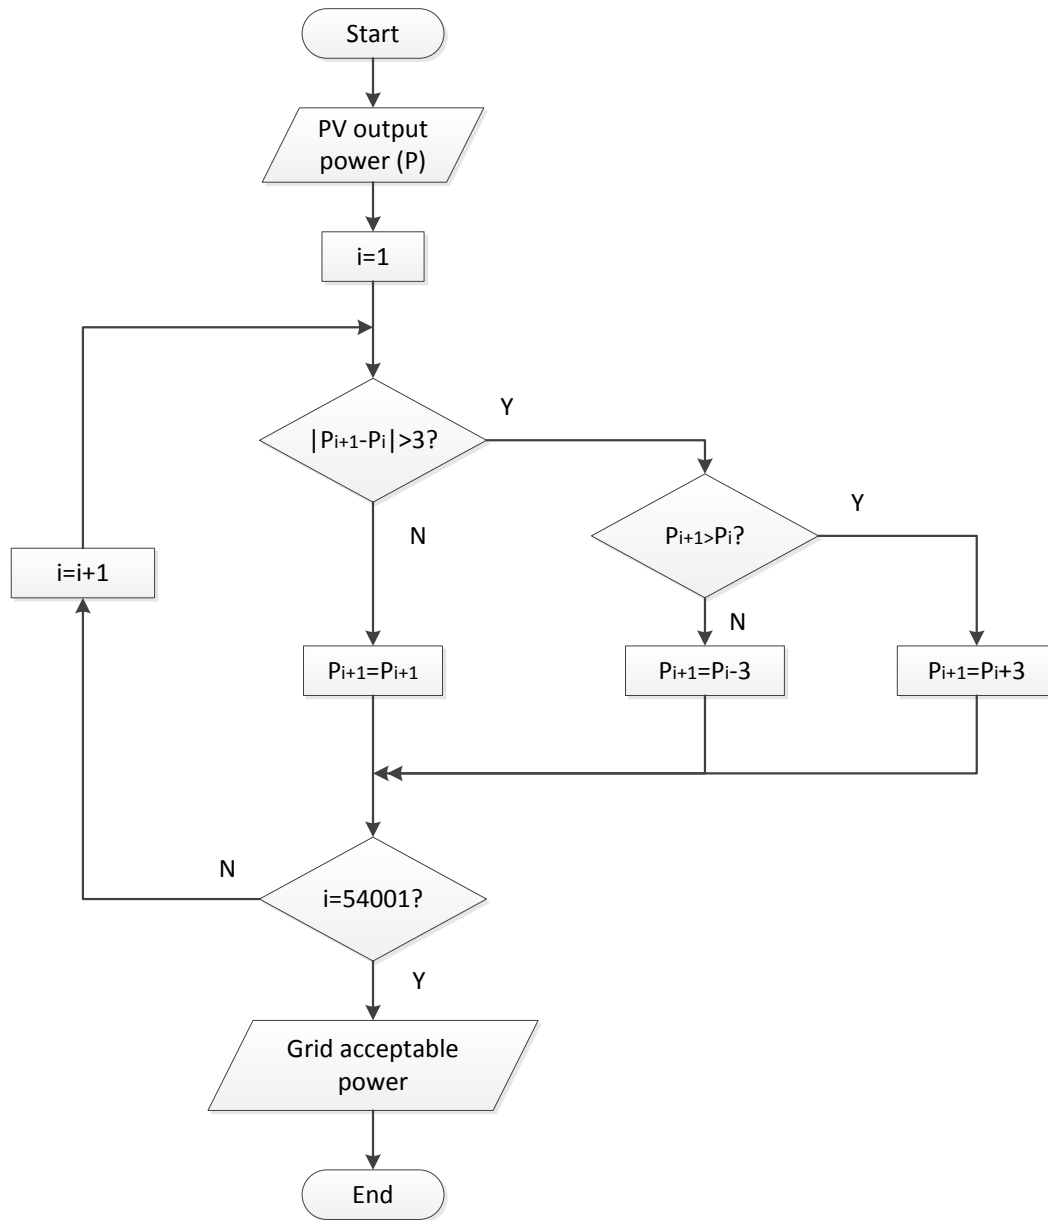 Start
PV output
power (P)
i=1
|Pi+1-Pi|>3?
Y
N
Pi+1>Pi?
Y
N
i=i+1
Pi+1=Pi+1
Pi+1=Pi-3
Pi+1=Pi+3
i=54001?
N
Y
Grid acceptable
power
End